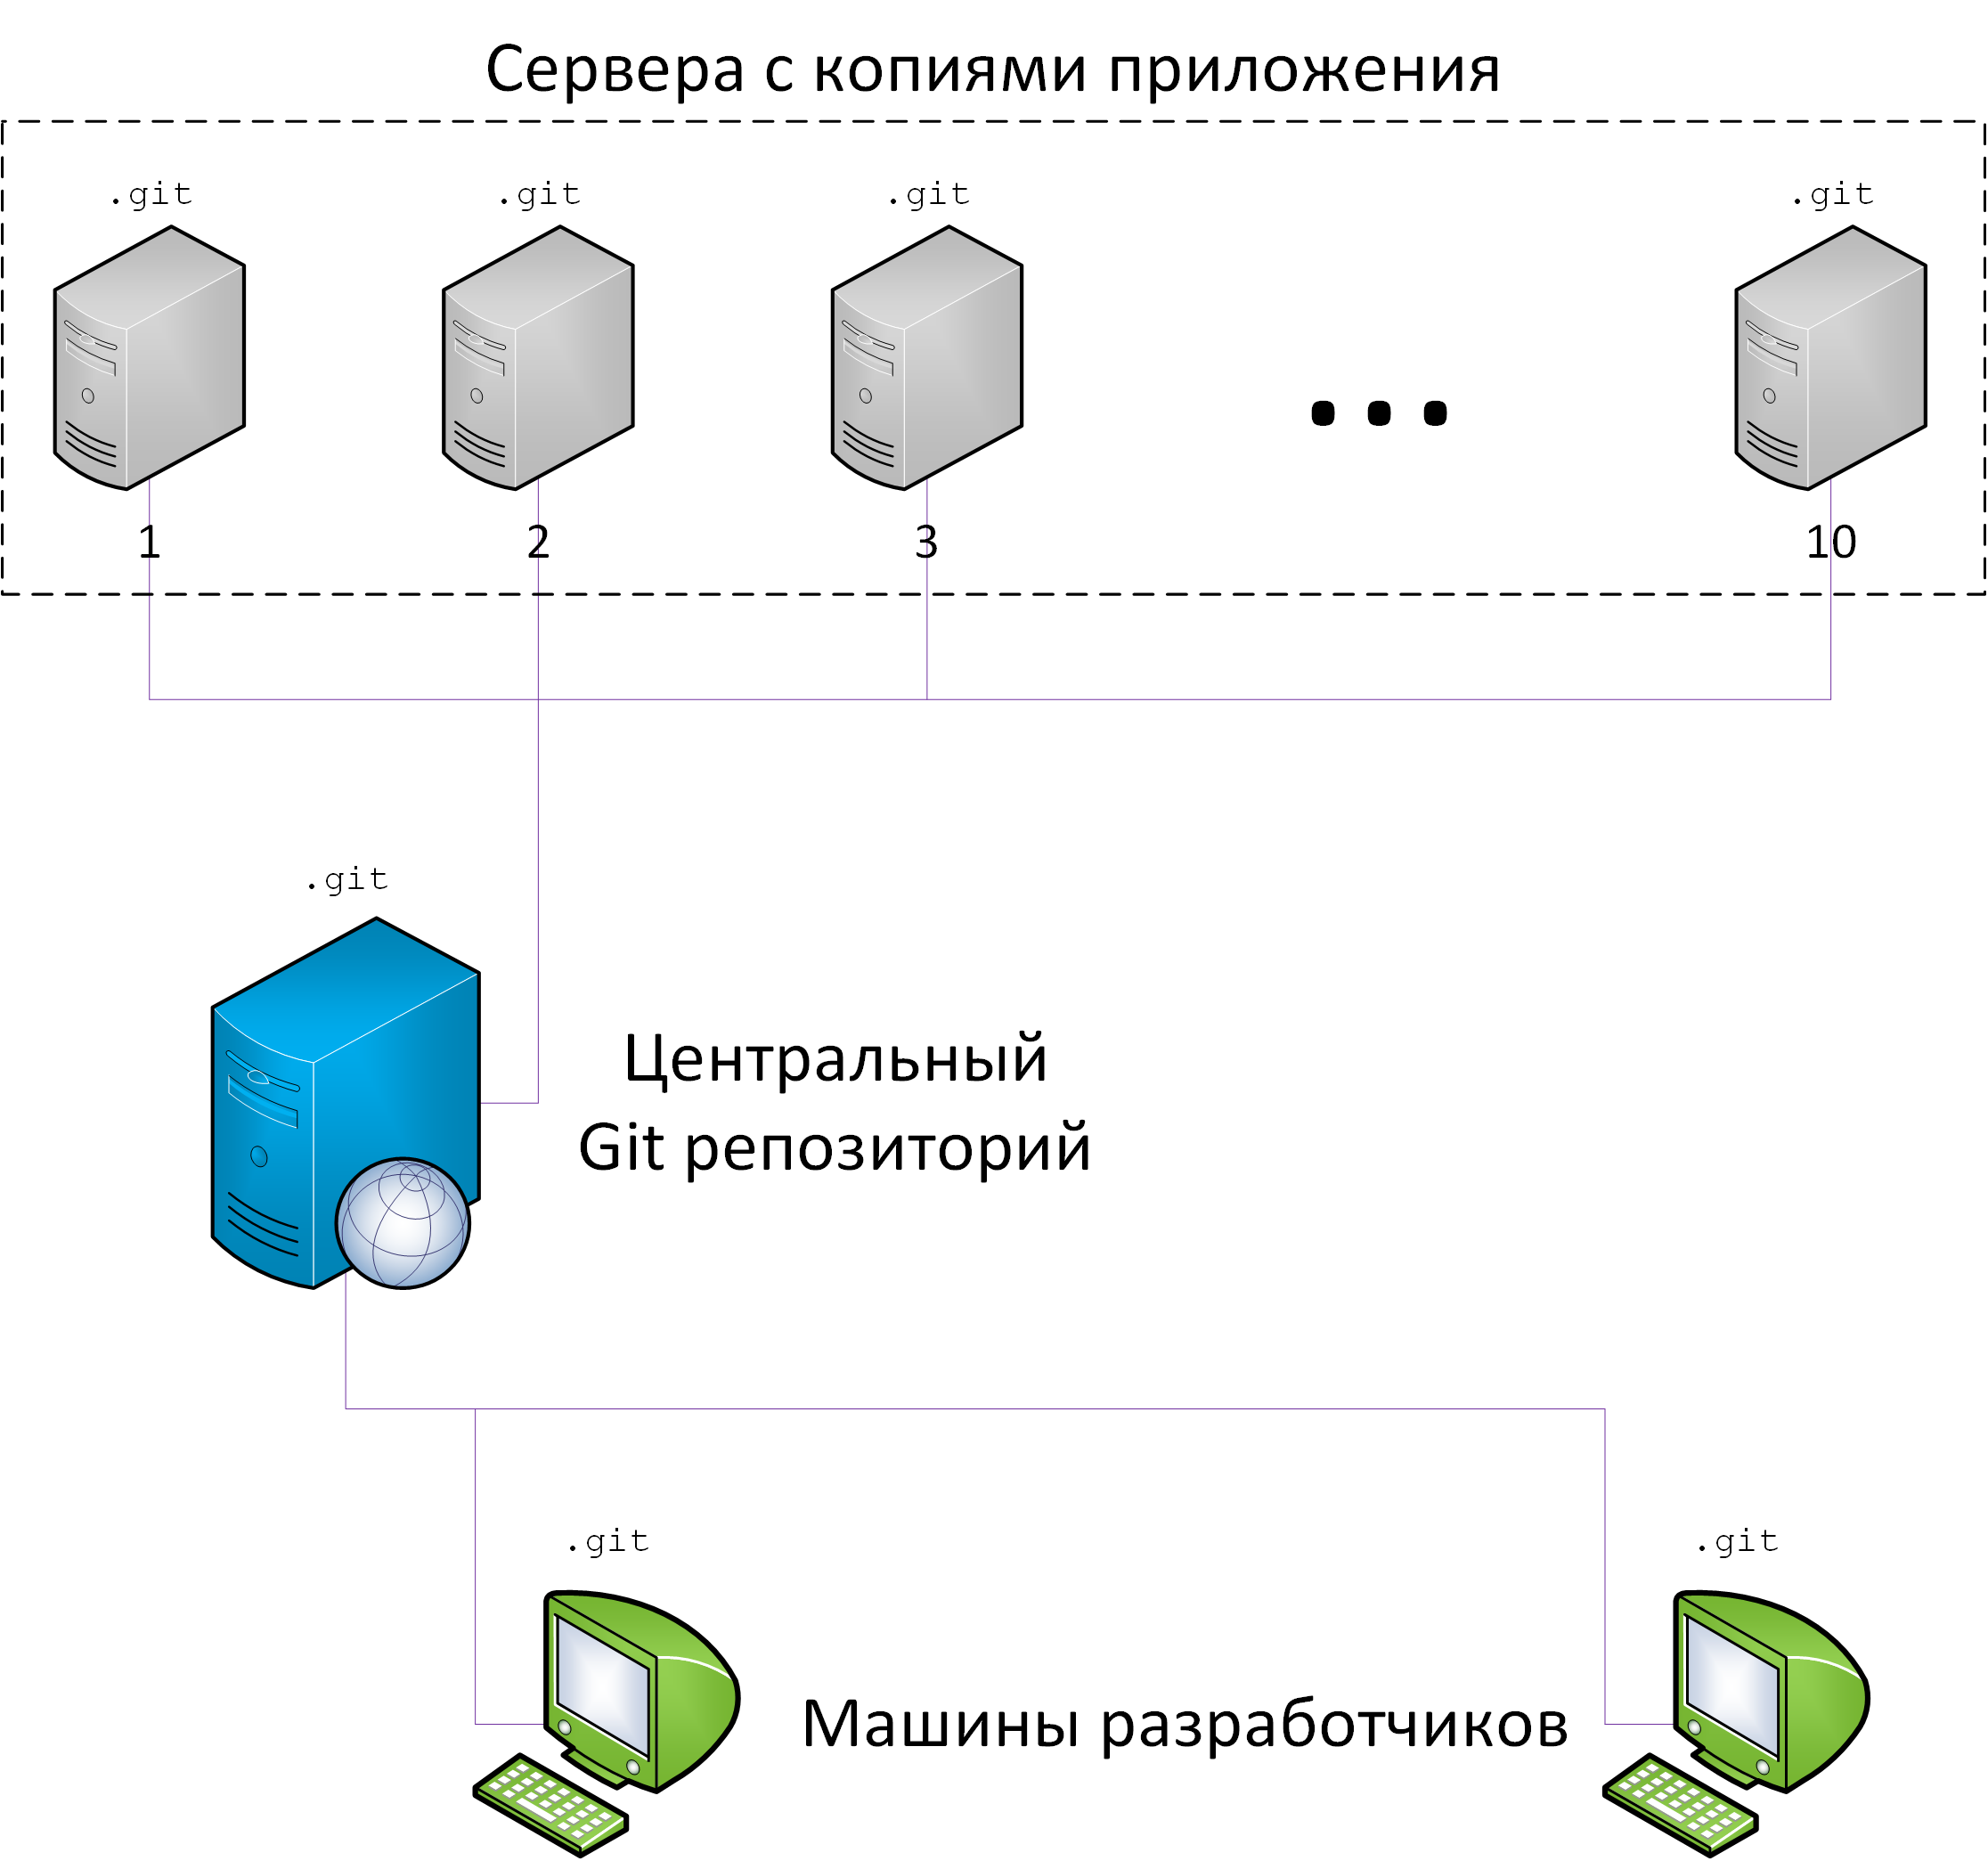 Сервера с копиями приложения
.git .git .git .git
...
1 2 3 10
.git
Центральный
Git репозиторий
.git .git
Машины разработчиков